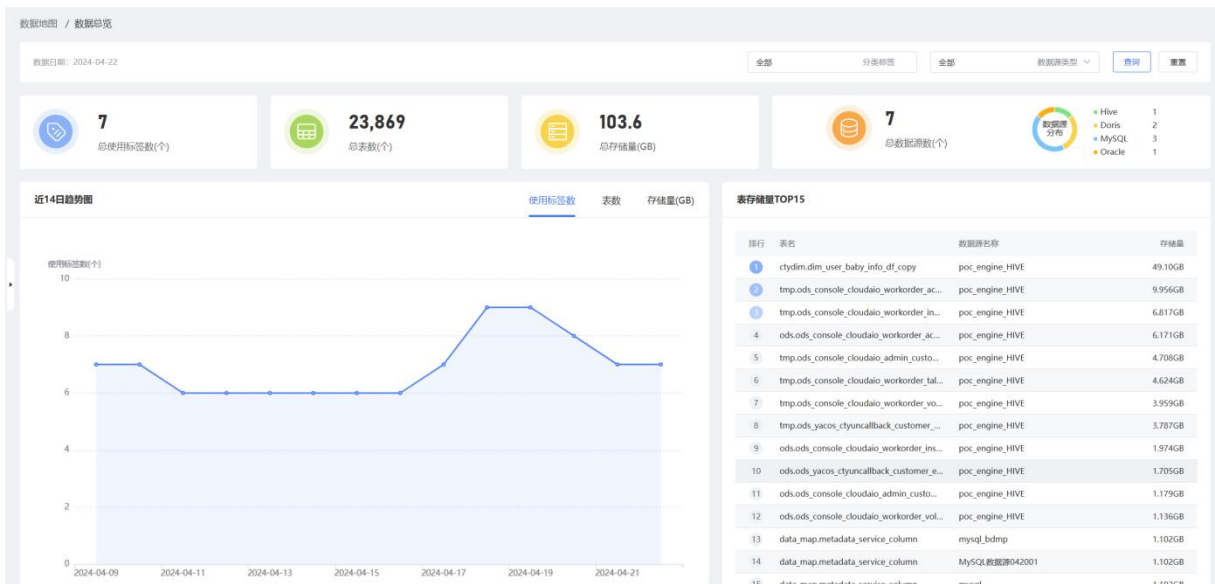 数据地图 / 数据总览
数据日期: 2024-04-22
全部 分类标签 全部 数据源类型 查询 重置
7
总使用标签数(个)
23,869
总表数(个)
103.6
总存储量(GB)
7
总数据源数(个)
数据源
分布
Hive 1
Doris 2
MySQL 3
Oracle 1
近14日趋势图
使用标签数 表数 存储量(GB)
使用标签数(个)
10
8
6
4
2
0
2024-04-09 2024-04-11 2024-04-13 2024-04-15 2024-04-17 2024-04-19 2024-04-21
表存储量TOP15
排行 表名 数据源名称 存储量
1 ctydim.dim_user_baby_info_df_copy poc_engine_HIVE 49.10GB
2 tmp.ods_console_cloudaio_workorder_ac... poc_engine_HIVE 9.956GB
3 tmp.ods_console_cloudaio_workorder_in... poc_engine_HIVE 6.817GB
4 ods.ods_console_cloudaio_workorder_ac... poc_engine_HIVE 6.171GB
5 tmp.ods_console_cloudaio_admin_custo... poc_engine_HIVE 4.708GB
6 tmp.ods_console_cloudaio_workorder_tal... poc_engine_HIVE 4.624GB
7 tmp.ods_console_cloudaio_workorder_vo... poc_engine_HIVE 3.959GB
8 tmp.ods_yacos_ctyuncallback_customer_... poc_engine_HIVE 3.787GB
9 ods.ods_console_cloudaio_workorder_ins... poc_engine_HIVE 1.974GB
10 ods.ods_yacos_ctyuncallback_customer_e... poc_engine_HIVE 1.705GB
11 ods.ods_console_cloudaio_admin_custo... poc_engine_HIVE 1.179GB
12 ods.ods_console_cloudaio_workorder_vol... poc_engine_HIVE 1.136GB
13 data_map.metadata_service_column mysql_bdmp 1.102GB
14 data_map.metadata_service_column MySQL数据源042001 1.102GB